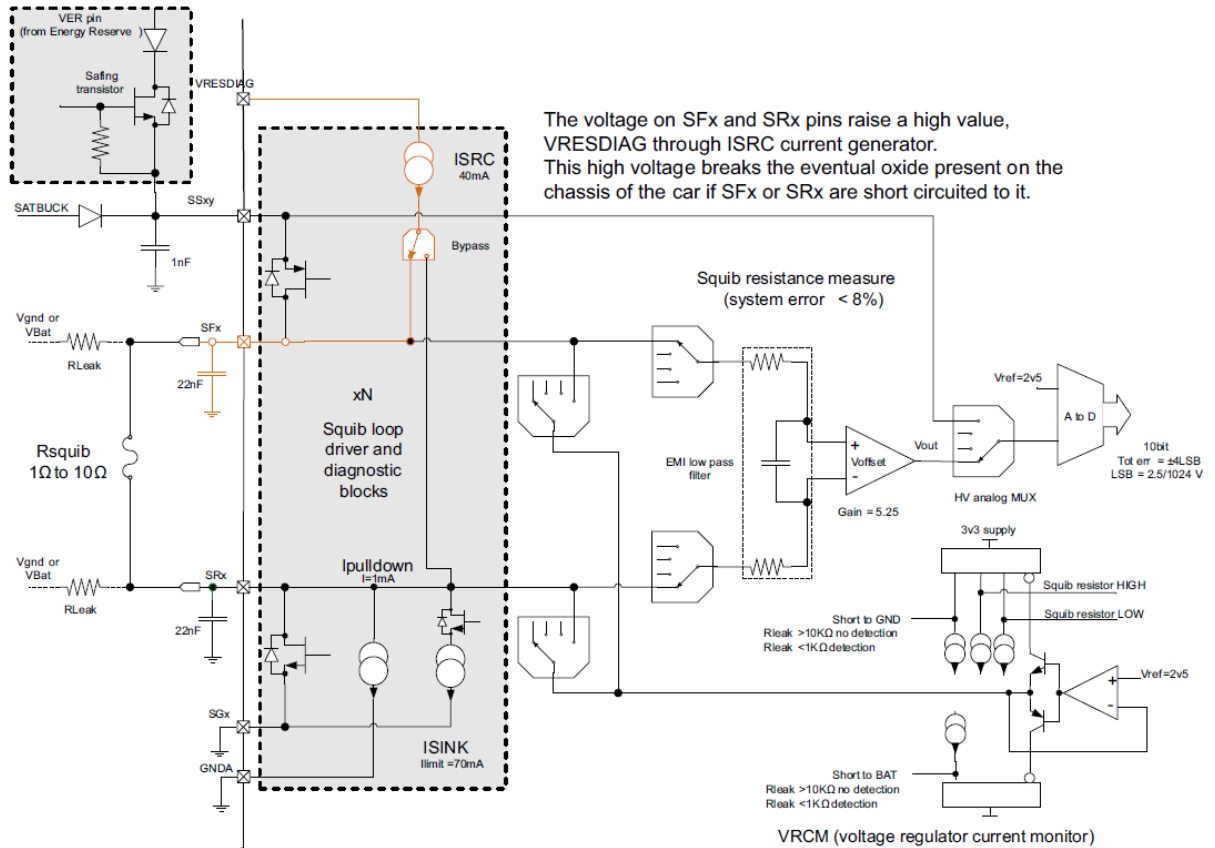 VER pin
(from Energy Reserve )
Safing
transistor
VRESDIAG
The voltage on SFx and SRx pins raise a high value,
VRESDIAG through ISRC current generator.
This high voltage breaks the eventual oxide present on the
chassis of the car if SFx or SRx are short circuited to it.
ISRC
40mA
SATBUCK
SSxy
Bypass
1nF
Squib resistance measure
(system error < 8%)
Vgnd or
VBat
SFx
RLeak
22nF
xN
Squib loop
driver and
diagnostic
blocks
Rsquib
1Ω to 10Ω
EMI low pass
filter
+
Voffset
-
Gain = 5.25
Vout
Vref=2v5
A to D
10bit
Tot err = ±4LSB
LSB = 2.5/1024 V
HV analog MUX
3v3 supply
Vgnd or
VBat
SRx
RLeak
22nF
Ipulldown
I=1mA
Squib resistor HIGH
Squib resistor LOW
Short to GND
Rleak >10KΩ no detection
Rleak <1KΩ detection
+
-
Vref=2v5
SGx
GNDA
ISINK
Ilimit =70mA
Short to BAT
Rleak >10KΩ no detection
Rleak <1KΩ detection
VRCM (voltage regulator current monitor)